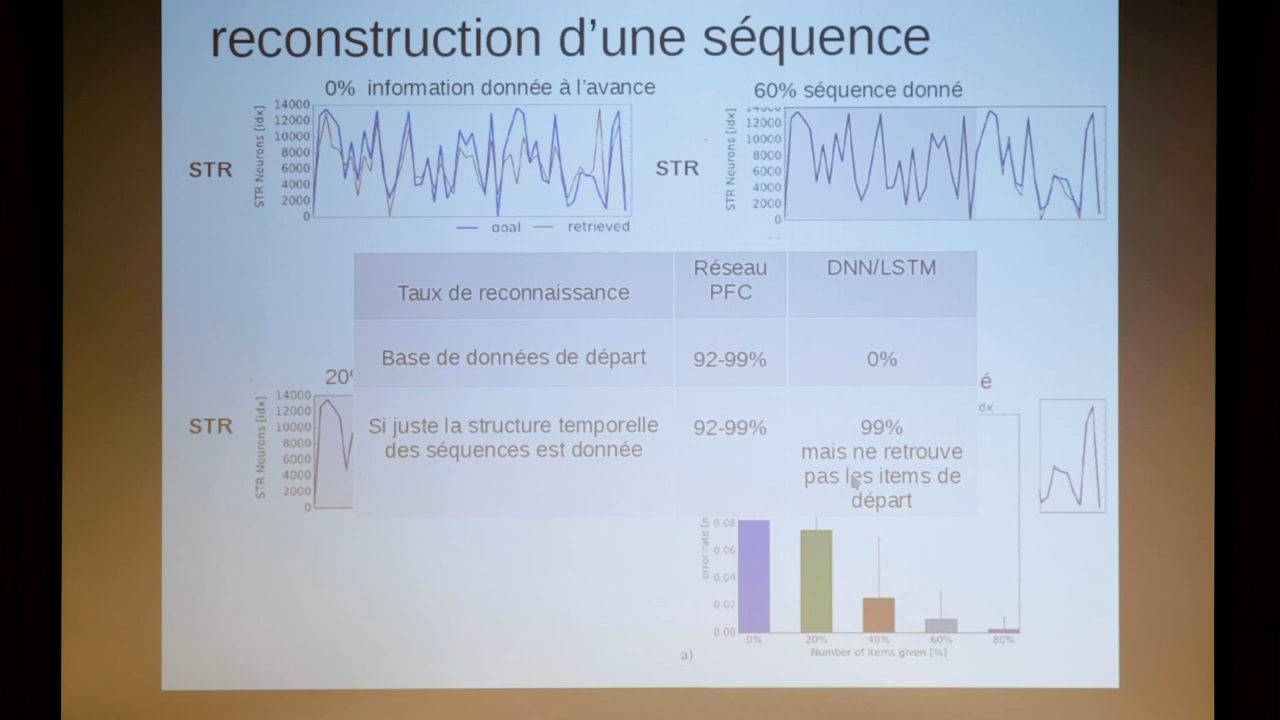 reconstruction d'une séquence
0% information donnée à l'avance
60% séquence donné
STR
STR Neurons [idx]
14000
12000
10000
8000
6000
4000
2000
0
goal
retrieved
STR
STR Neurons [idx]
14000
12000
10000
8000
6000
4000
2000
0
Taux de reconnaissance
Réseau
PFC
DNN/LSTM
Base de données de départ
92-99%
0%
Si juste la structure temporelle
des séquences est donnée
92-99%
99%
mais ne retrouve
pas les items de
départ
20%
é
dx
STR
STR Neurons [idx]
14000
12000
10000
8000
6000
4000
2000
0
error rate [n
0.08
0.06
0.04
0.02
0.00
0%
20%
40%
60%
80%
Number of items given [%]
a)